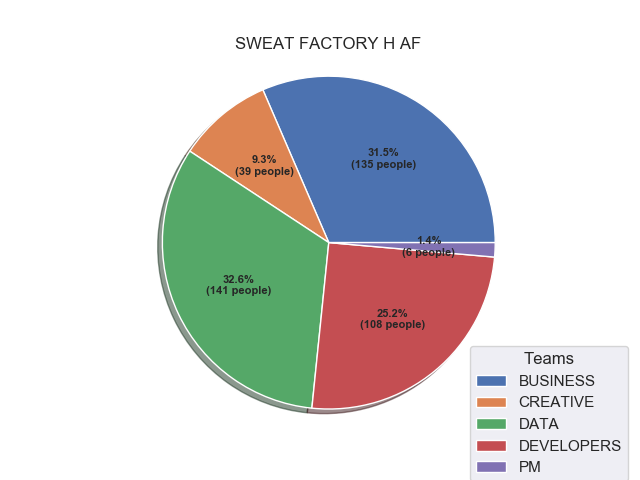 SWEAT FACTORY H AF
31.5%
(135 people)
9.3%
(39 people)
1.4%
(6 people)
32.6%
(141 people)
25.2%
(108 people)
Teams
BUSINESS
CREATIVE
DATA
DEVELOPERS
PM